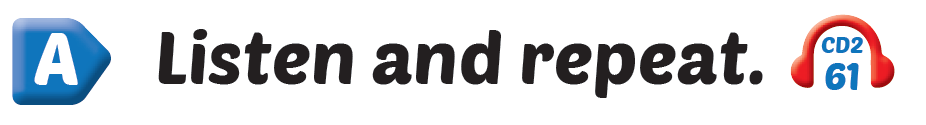 A Listen and repeat. CD2
61